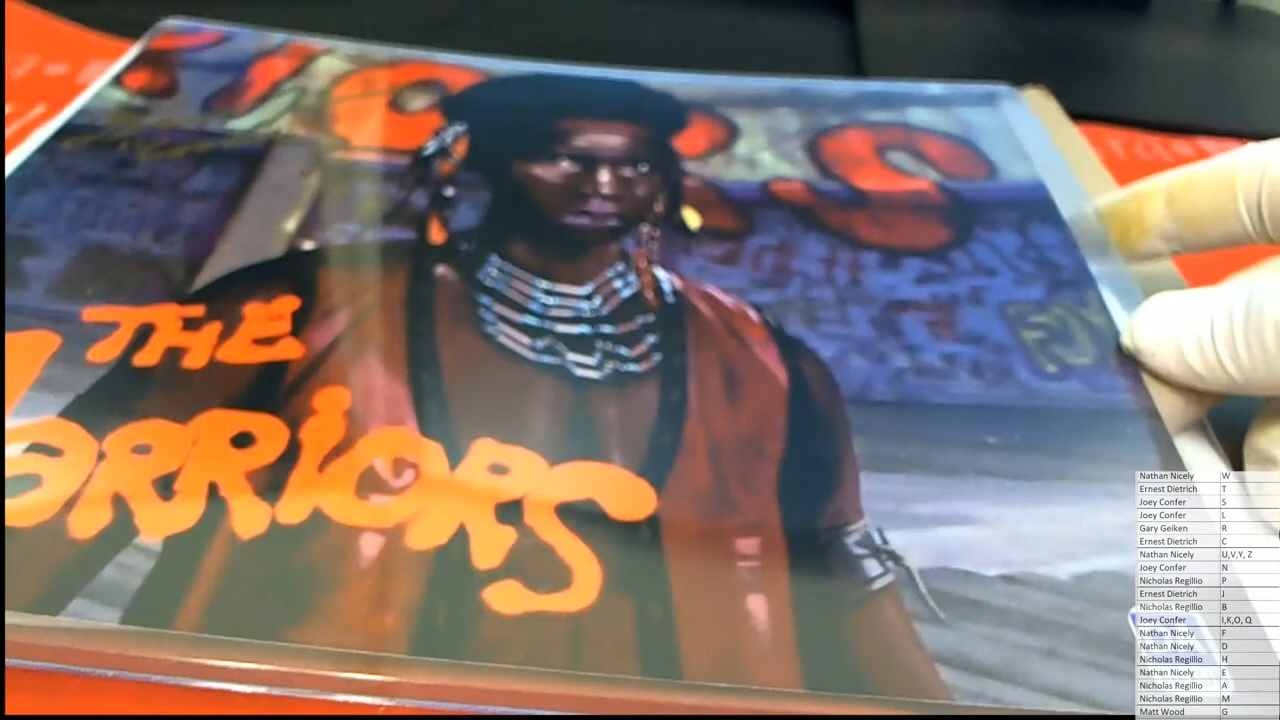 THE
WARRIORS
Nathan Nicely W
Ernest Dietrich T
Joey Confer S
Joey Confer L
Gary Geiken R
Ernest Dietrich C
Nathan Nicely U,V,Y, Z
Joey Confer N
Nicholas Regillio P
Ernest Dietrich J
Nicholas Regillio B
Joey Confer I,K,O, Q
Nathan Nicely F
Nathan Nicely D
Nicholas Regillio H
Nathan Nicely E
Nicholas Regillio A
Nicholas Regillio M
Matt Wood G